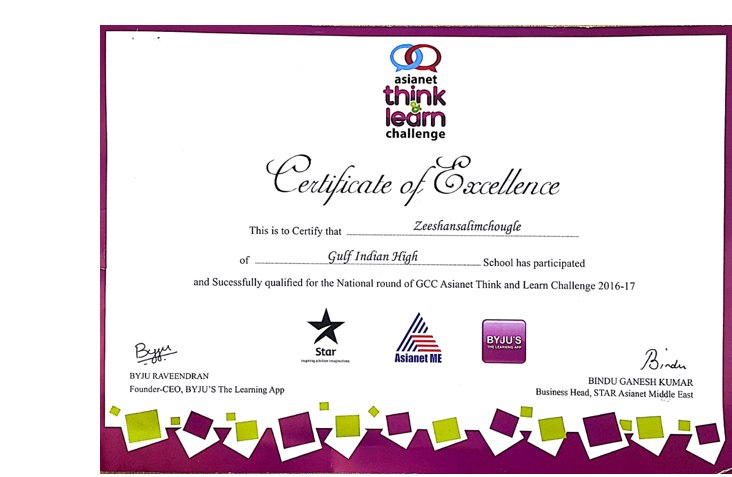 asianet
think
&
learn
challenge
Certificate of Excellence
This is to Certify that Zeeshansalimchougle
of Gulf Indian High School has participated
and Sucessfully qualified for the National round of GCC Asianet Think and Learn Challenge 2016-17
Star
Asianet ME
BYJU'S
THE LEARNING APP
Byju
Bindu
BYJU RAVEENDRAN
Founder-CEO, BYJU'S The Learning App
BINDU GANESH KUMAR
Business Head, STAR Asianet Middle East